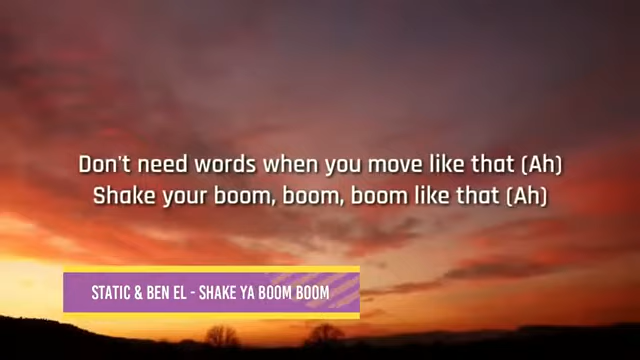 Don't need words when you move like that (Ah)
Shake your boom, boom, boom like that (Ah)
STATIC & BEN EL - SHAKE YA BOOM BOOM